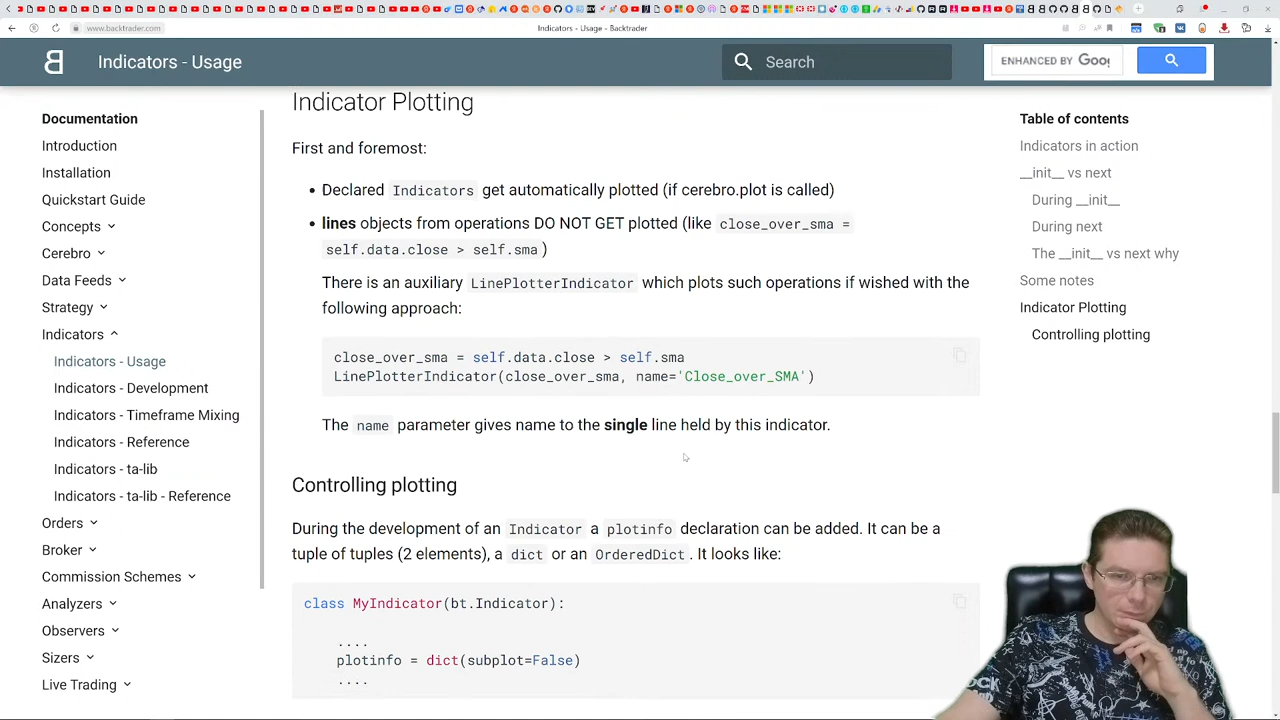 www.backtrader.com
Indicators - Usage - Backtrader
Indicators - Usage
Search
ENHANCED BY Goog
Documentation
Introduction
Installation
Quickstart Guide
Concepts
Cerebro
Data Feeds
Strategy
Indicators
Indicators - Usage
Indicators - Development
Indicators - Timeframe Mixing
Indicators - Reference
Indicators - ta-lib
Indicators - ta-lib - Reference
Orders
Broker
Commission Schemes
Analyzers
Observers
Sizers
Live Trading
Indicator Plotting
First and foremost:
• Declared Indicators get automatically plotted (if cerebro.plot is called)
• lines objects from operations DO NOT GET plotted (like close_over_sma =
self.data.close > self.sma )
There is an auxiliary LinePlotterIndicator which plots such operations if wished with the
following approach:
close_over_sma = self.data.close > self.sma
LinePlotterIndicator(close_over_sma, name='Close_over_SMA')
The name parameter gives name to the single line held by this indicator.
Controlling plotting
During the development of an Indicator a plotinfo declaration can be added. It can be a
tuple of tuples (2 elements), a dict or an OrderedDict. It looks like:
class MyIndicator(bt.Indicator):
....
plotinfo = dict(subplot=False)
....
Table of contents
Indicators in action
__init__ vs next
During __init__
During next
The __init__ vs next why
Some notes
Indicator Plotting
Controlling plotting